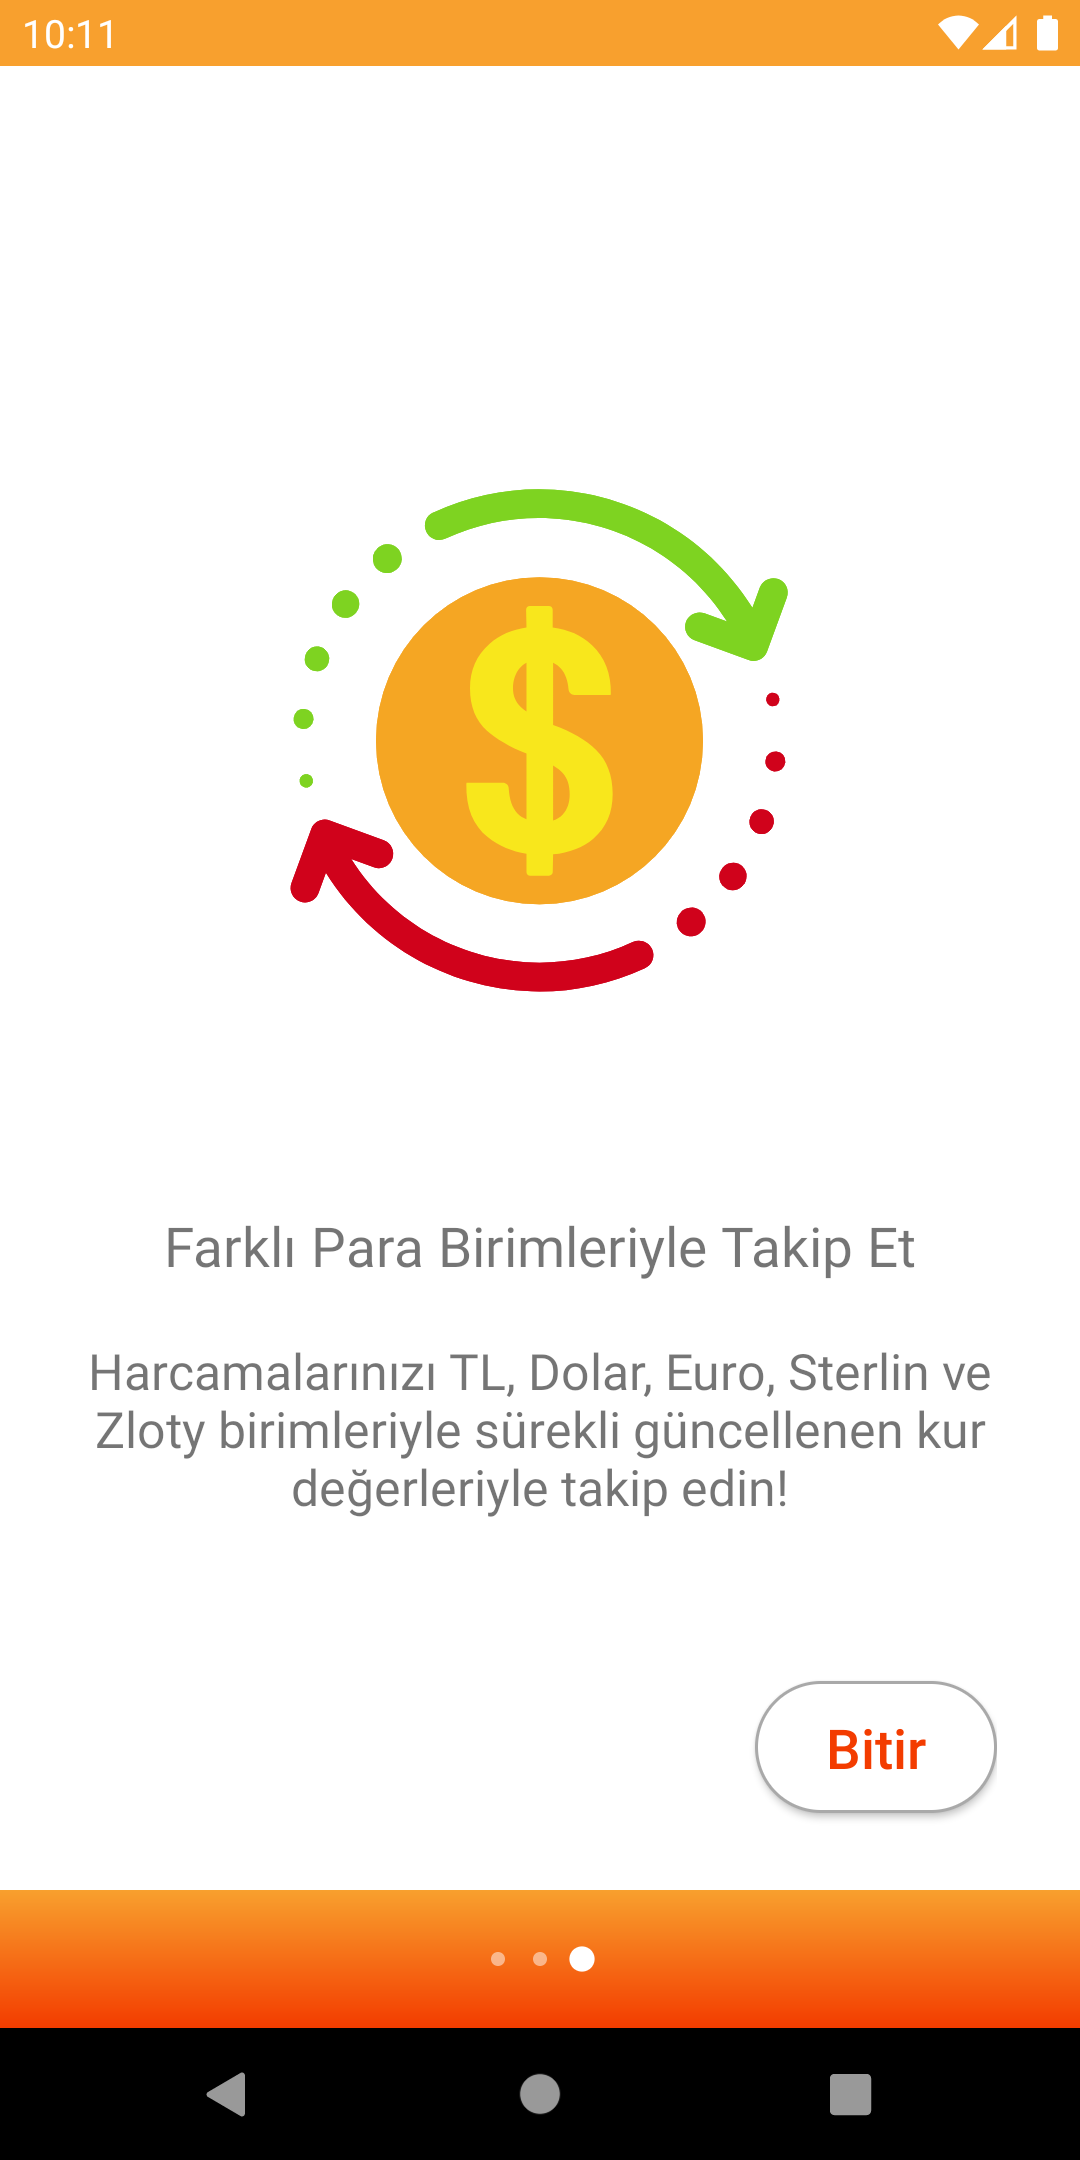 10:11
$
Farklı Para Birimleriyle Takip Et
Harcamalarınızı TL, Dolar, Euro, Sterlin ve
Zloty birimleriyle sürekli güncellenen kur
değerleriyle takip edin!
Bitir